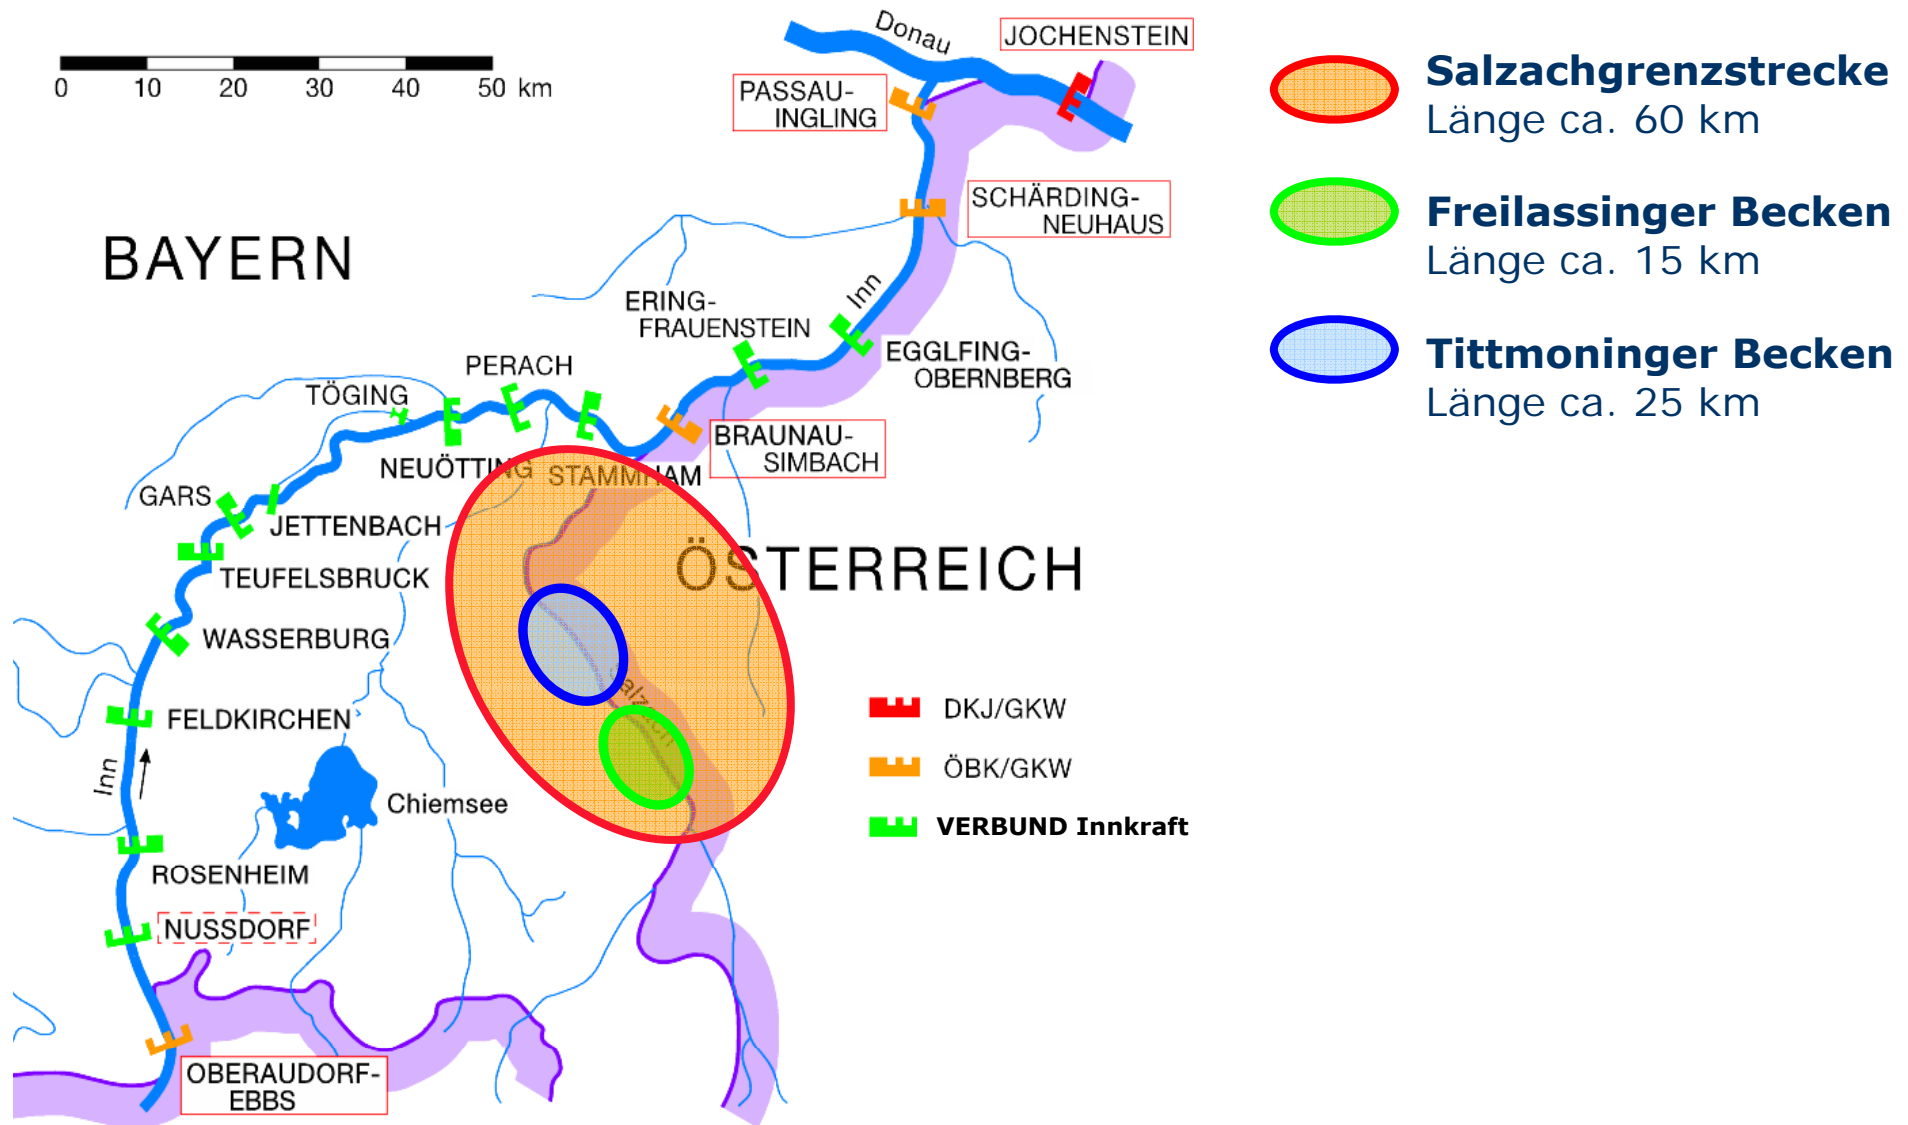 Donau
JOCHENSTEIN
0 10 20 30 40 50 km
PASSAU-
INGLING
SCHÄRDING-
NEUHAUS
BAYERN
Inn
ERING-
FRAUENSTEIN
EGGLFING-
OBERNBERG
PERACH
TÖGING
BRAUNAU-
SIMBACH
NEUÖTTING
STAMMHAM
GARS
JETTENBACH
ÖSTERREICH
TEUFELSBRUCK
WASSERBURG
Salzach
FELDKIRCHEN
Inn
Chiemsee
ROSENHEIM
NUSSDORF
OBERAUDORF-
EBBS
DKJ/GKW
ÖBK/GKW
VERBUND Innkraft
Salzachgrenzstrecke
Länge ca. 60 km
Freilassinger Becken
Länge ca. 15 km
Tittmoninger Becken
Länge ca. 25 km